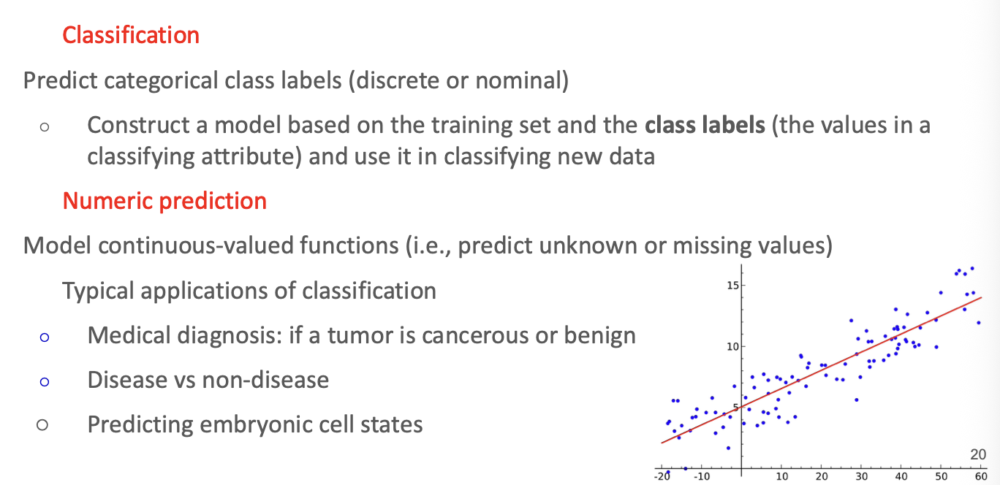 Classification
Predict categorical class labels (discrete or nominal)
Construct a model based on the training set and the class labels (the values in a
classifying attribute) and use it in classifying new data
Numeric prediction
Model continuous-valued functions (i.e., predict unknown or missing values)
Typical applications of classification
Medical diagnosis: if a tumor is cancerous or benign
Disease vs non-disease
Predicting embryonic cell states
15
10
5
20
-20 -10 10 20 30 40 50 60